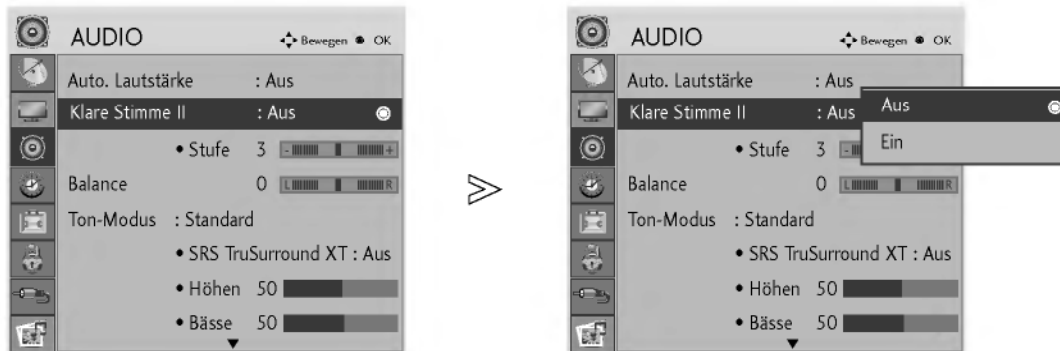 AUDIO Bewegen OK
Auto. Lautstärke : Aus
Klare Stimme II : Aus
• Stufe 3 - +
Balance 0 L R
Ton-Modus : Standard
• SRS TruSurround XT : Aus
• Höhen 50
• Bässe 50
AUDIO Bewegen OK
Auto. Lautstärke : Aus
Klare Stimme II : Aus
Aus
Ein
• Stufe 3 -
Balance 0 L R
Ton-Modus : Standard
• SRS TruSurround XT : Aus
• Höhen 50
• Bässe 50